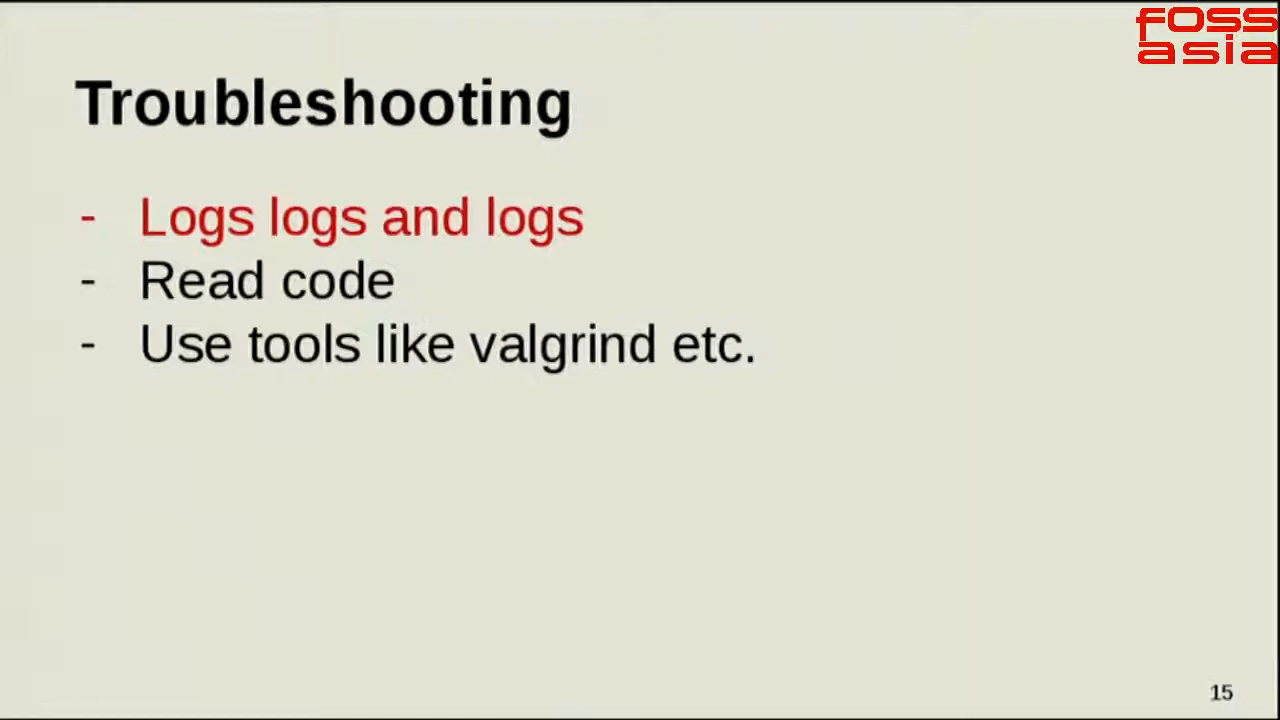 foss
asia
Troubleshooting
- Logs logs and logs
- Read code
- Use tools like valgrind etc.
15